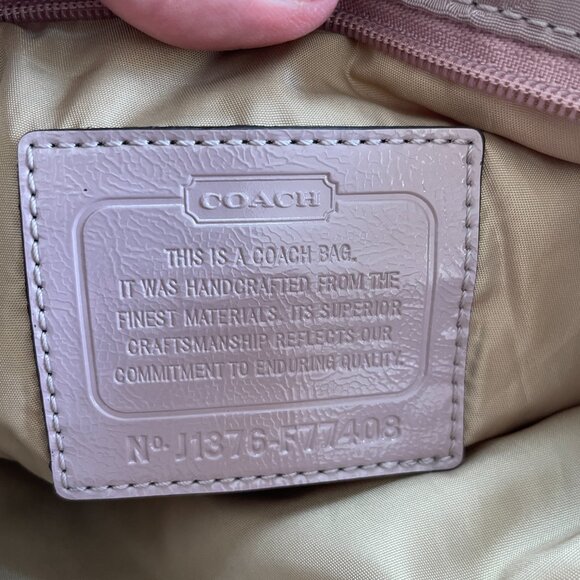 COACH
THIS IS A COACH BAG.
IT WAS HANDCRAFTED FROM THE
FINEST MATERIALS. ITS SUPERIOR
CRAFTSMANSHIP REFLECTS OUR
COMMITMENT TO ENDURING QUALITY.
No. J1376-F77403